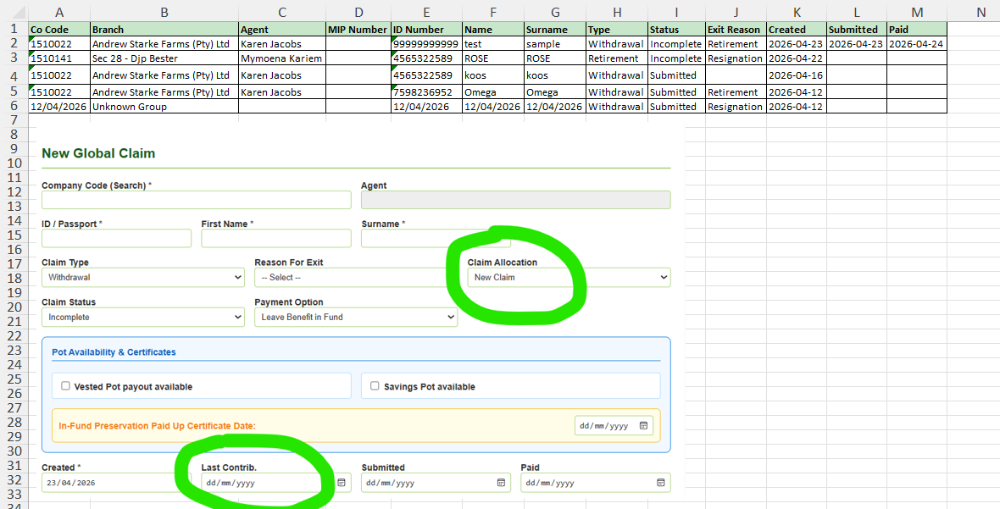 A B C D E F G H I J K L M N
1 Co Code Branch Agent MIP Number ID Number Name Surname Type Status Exit Reason Created Submitted Paid
2 1510022 Andrew Starke Farms (Pty) Ltd Karen Jacobs 99999999999 test sample Withdrawal Incomplete Retirement 2026-04-23 2026-04-23 2026-04-24
3 1510141 Sec 28 - Djp Bester Mymoena Kariem 4565322589 ROSE ROSE Retirement Incomplete Resignation 2026-04-22
4 1510022 Andrew Starke Farms (Pty) Ltd Karen Jacobs 4565322589 koos koos Withdrawal Submitted 2026-04-16
5 1510022 Andrew Starke Farms (Pty) Ltd Karen Jacobs 7598236952 Omega Omega Withdrawal Submitted Retirement 2026-04-12
6 12/04/2026 Unknown Group 12/04/2026 12/04/2026 12/04/2026 Withdrawal Submitted Resignation 2026-04-12
7
8
9
New Global Claim
10
11
Company Code (Search) * Agent
12
13
14
ID / Passport * First Name * Surname *
15
16
17
Claim Type Reason For Exit Claim Allocation
18
Withdrawal -- Select -- New Claim
19
20
Claim Status Payment Option
21
Incomplete Leave Benefit in Fund
22
23
Pot Availability & Certificates
24
25
Vested Pot payout available Savings Pot available
26
27
28
In-Fund Preservation Paid Up Certificate Date: dd/mm/yyyy
29
30
31
Created * Last Contrib. Submitted Paid
32
23/04/2026 dd/mm/yyyy dd/mm/yyyy dd/mm/yyyy
33
34